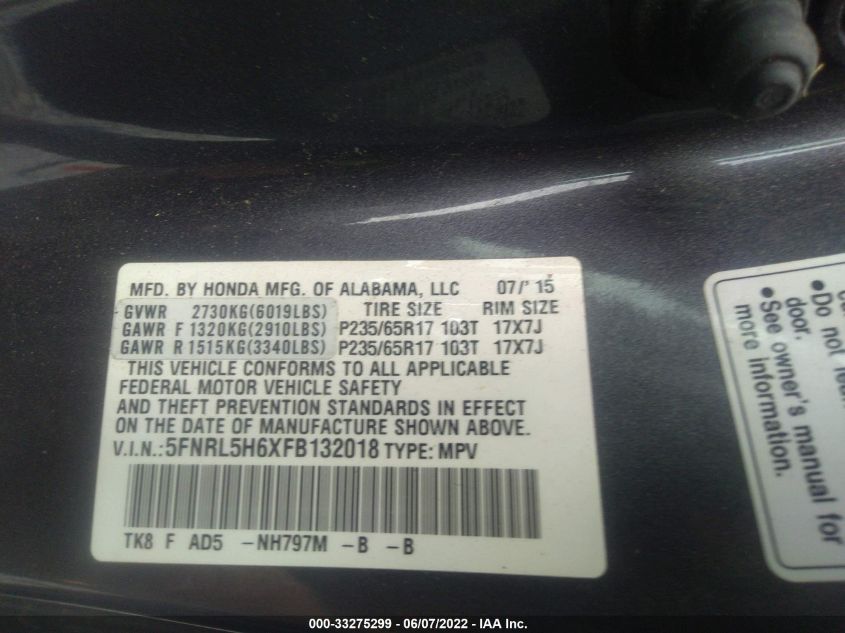 MFD. BY HONDA MFG. OF ALABAMA, LLC 07/'15
GVWR 2730KG(6019LBS) TIRE SIZE RIM SIZE
GAWR F 1320KG(2910LBS) P235/65R17 103T 17X7J
GAWR R 1515KG(3340LBS) P235/65R17 103T 17X7J
THIS VEHICLE CONFORMS TO ALL APPLICABLE
FEDERAL MOTOR VEHICLE SAFETY
AND THEFT PREVENTION STANDARDS IN EFFECT
ON THE DATE OF MANUFACTURE SHOWN ABOVE.
V.I.N.:5FNRL5H6XFB132018 TYPE: MPV
TK8 F AD5 -NH797M -B -B
• Do not
door.
• See owner's manual for
more information.
000-33275299 - 06/07/2022 - IAA Inc.